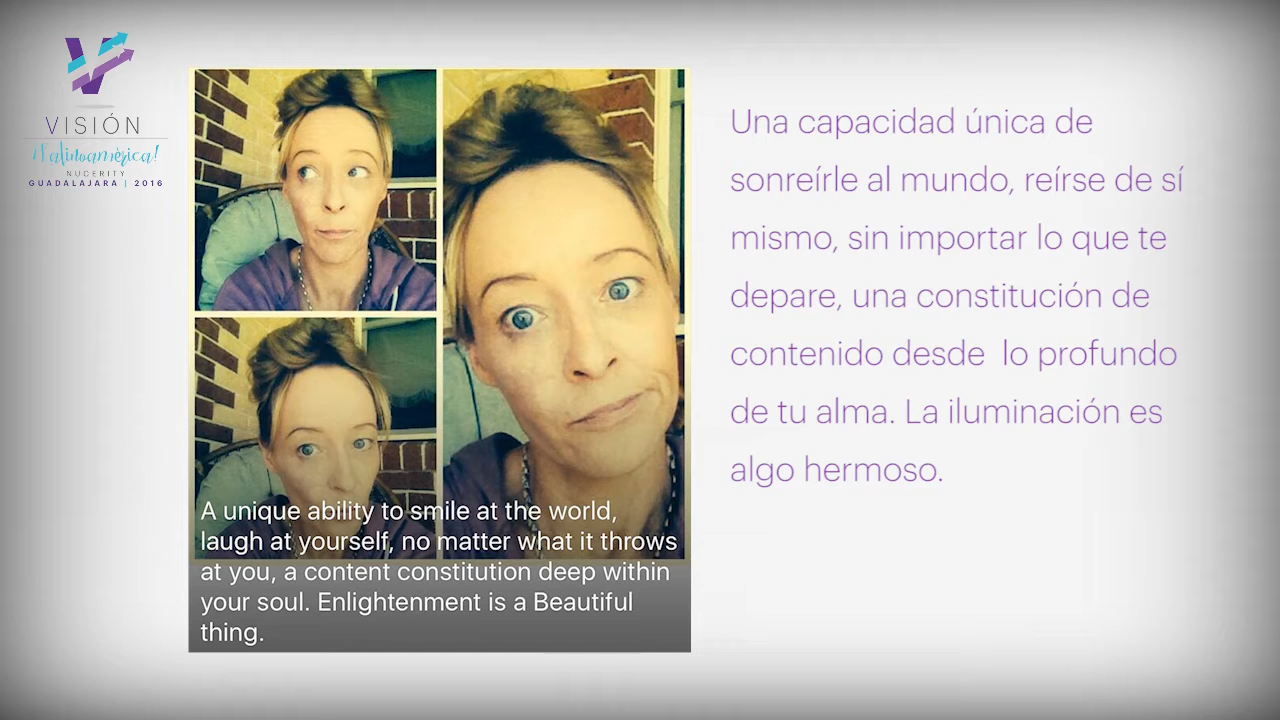 VISIÓN
¡Latinoamérica!
NUCERITY
GUADALAJARA | 2016
A unique ability to smile at the world,
laugh at yourself, no matter what it throws
at you, a content constitution deep within
your soul. Enlightenment is a Beautiful
thing.
Una capacidad única de
sonreírle al mundo, reírse de sí
mismo, sin importar lo que te
depare, una constitución de
contenido desde lo profundo
de tu alma. La iluminación es
algo hermoso.